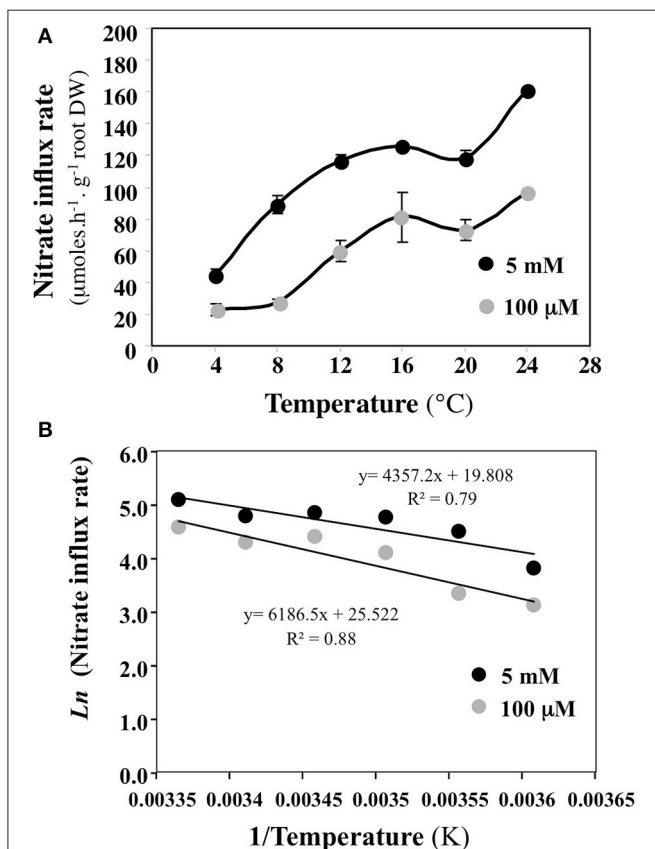 A
Nitrate influx rate
(μmoles.h⁻¹. g⁻¹ root DW)
200
180
160
140
120
100
80
60
40
20
0
0 4 8 12 16 20 24 28
5 mM
100 μM
Temperature (°C)
B
Ln (Nitrate influx rate)
6.0
5.0
4.0
3.0
2.0
1.0
0.0
y= 4357.2x + 19.808
R² = 0.79
y= 6186.5x + 25.522
R² = 0.88
5 mM
100 μM
0.00335 0.0034 0.00345 0.0035 0.00355 0.0036 0.00365
1/Temperature (K)